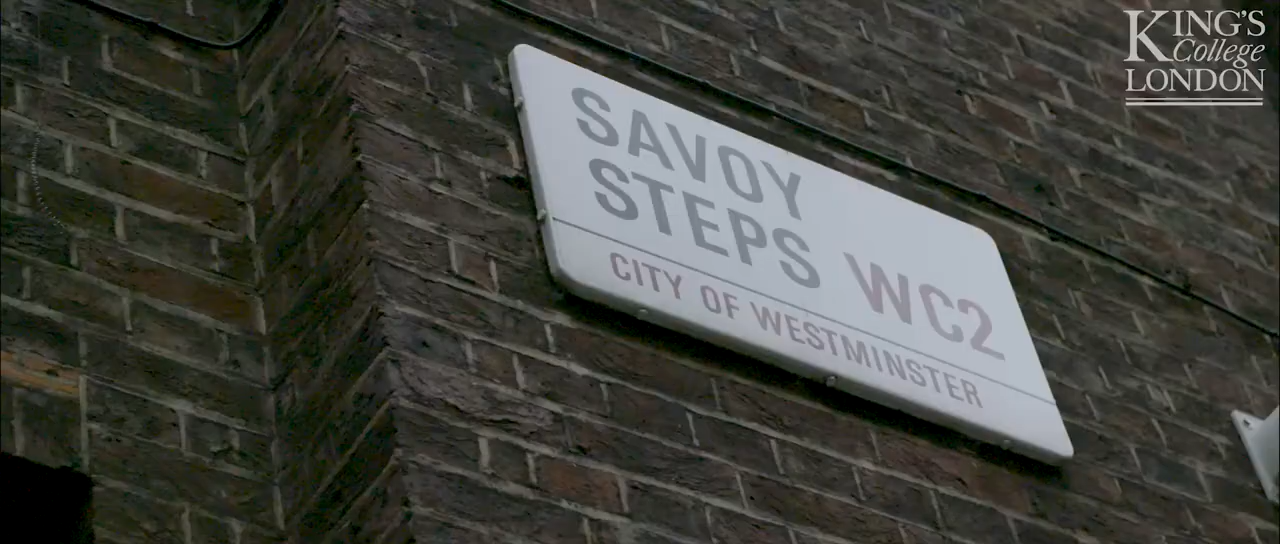 KING'S
College
LONDON
SAVOY
STEPS WC2
CITY OF WESTMINSTER